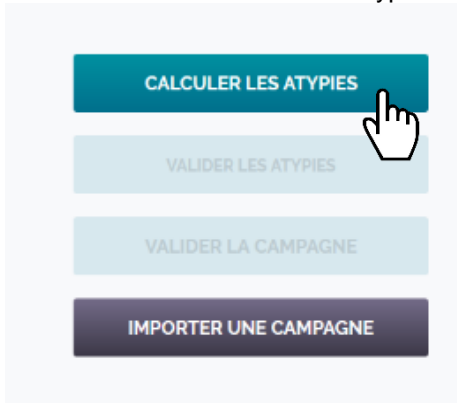 CALCULER LES ATYPIES
VALIDER LES ATYPIES
VALIDER LA CAMPAGNE
IMPORTER UNE CAMPAGNE